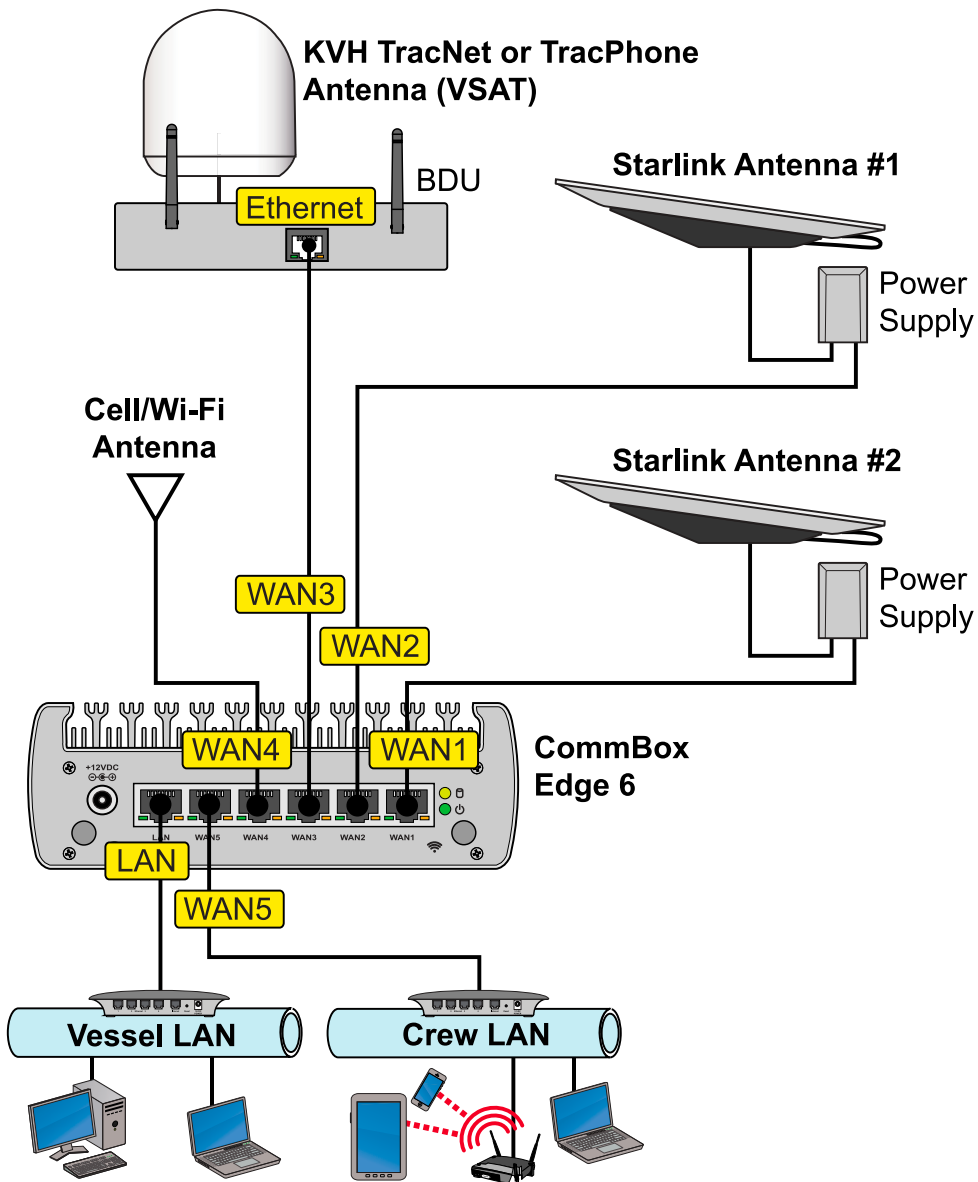 KVH TracNet or TracPhone
Antenna (VSAT)
BDU
Ethernet
Starlink Antenna #1
Power
Supply
Cell/Wi-Fi
Antenna
Starlink Antenna #2
Power
Supply
WAN3
WAN2
WAN4
WAN1
CommBox
Edge 6
+12VDC
LAN
WAN5
WAN4
WAN3
WAN2
WAN1
LAN
WAN5
Vessel LAN
Crew LAN